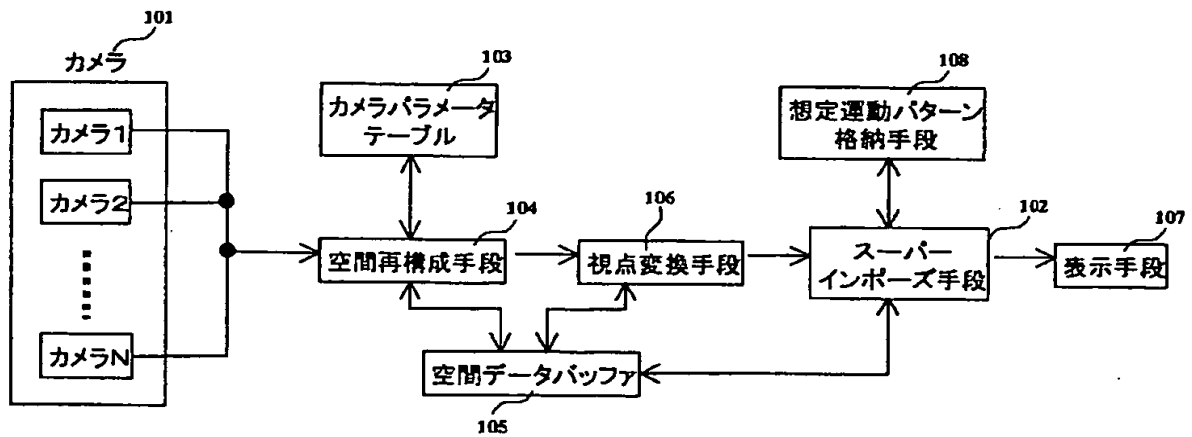 101
カメラ
カメラ1
カメラ2
カメラN
103
カメラパラメータ
テーブル
104
空間再構成手段
106
視点変換手段
108
想定運動パターン
格納手段
102
スーパー
インポーズ手段
107
表示手段
空間データバッファ
105